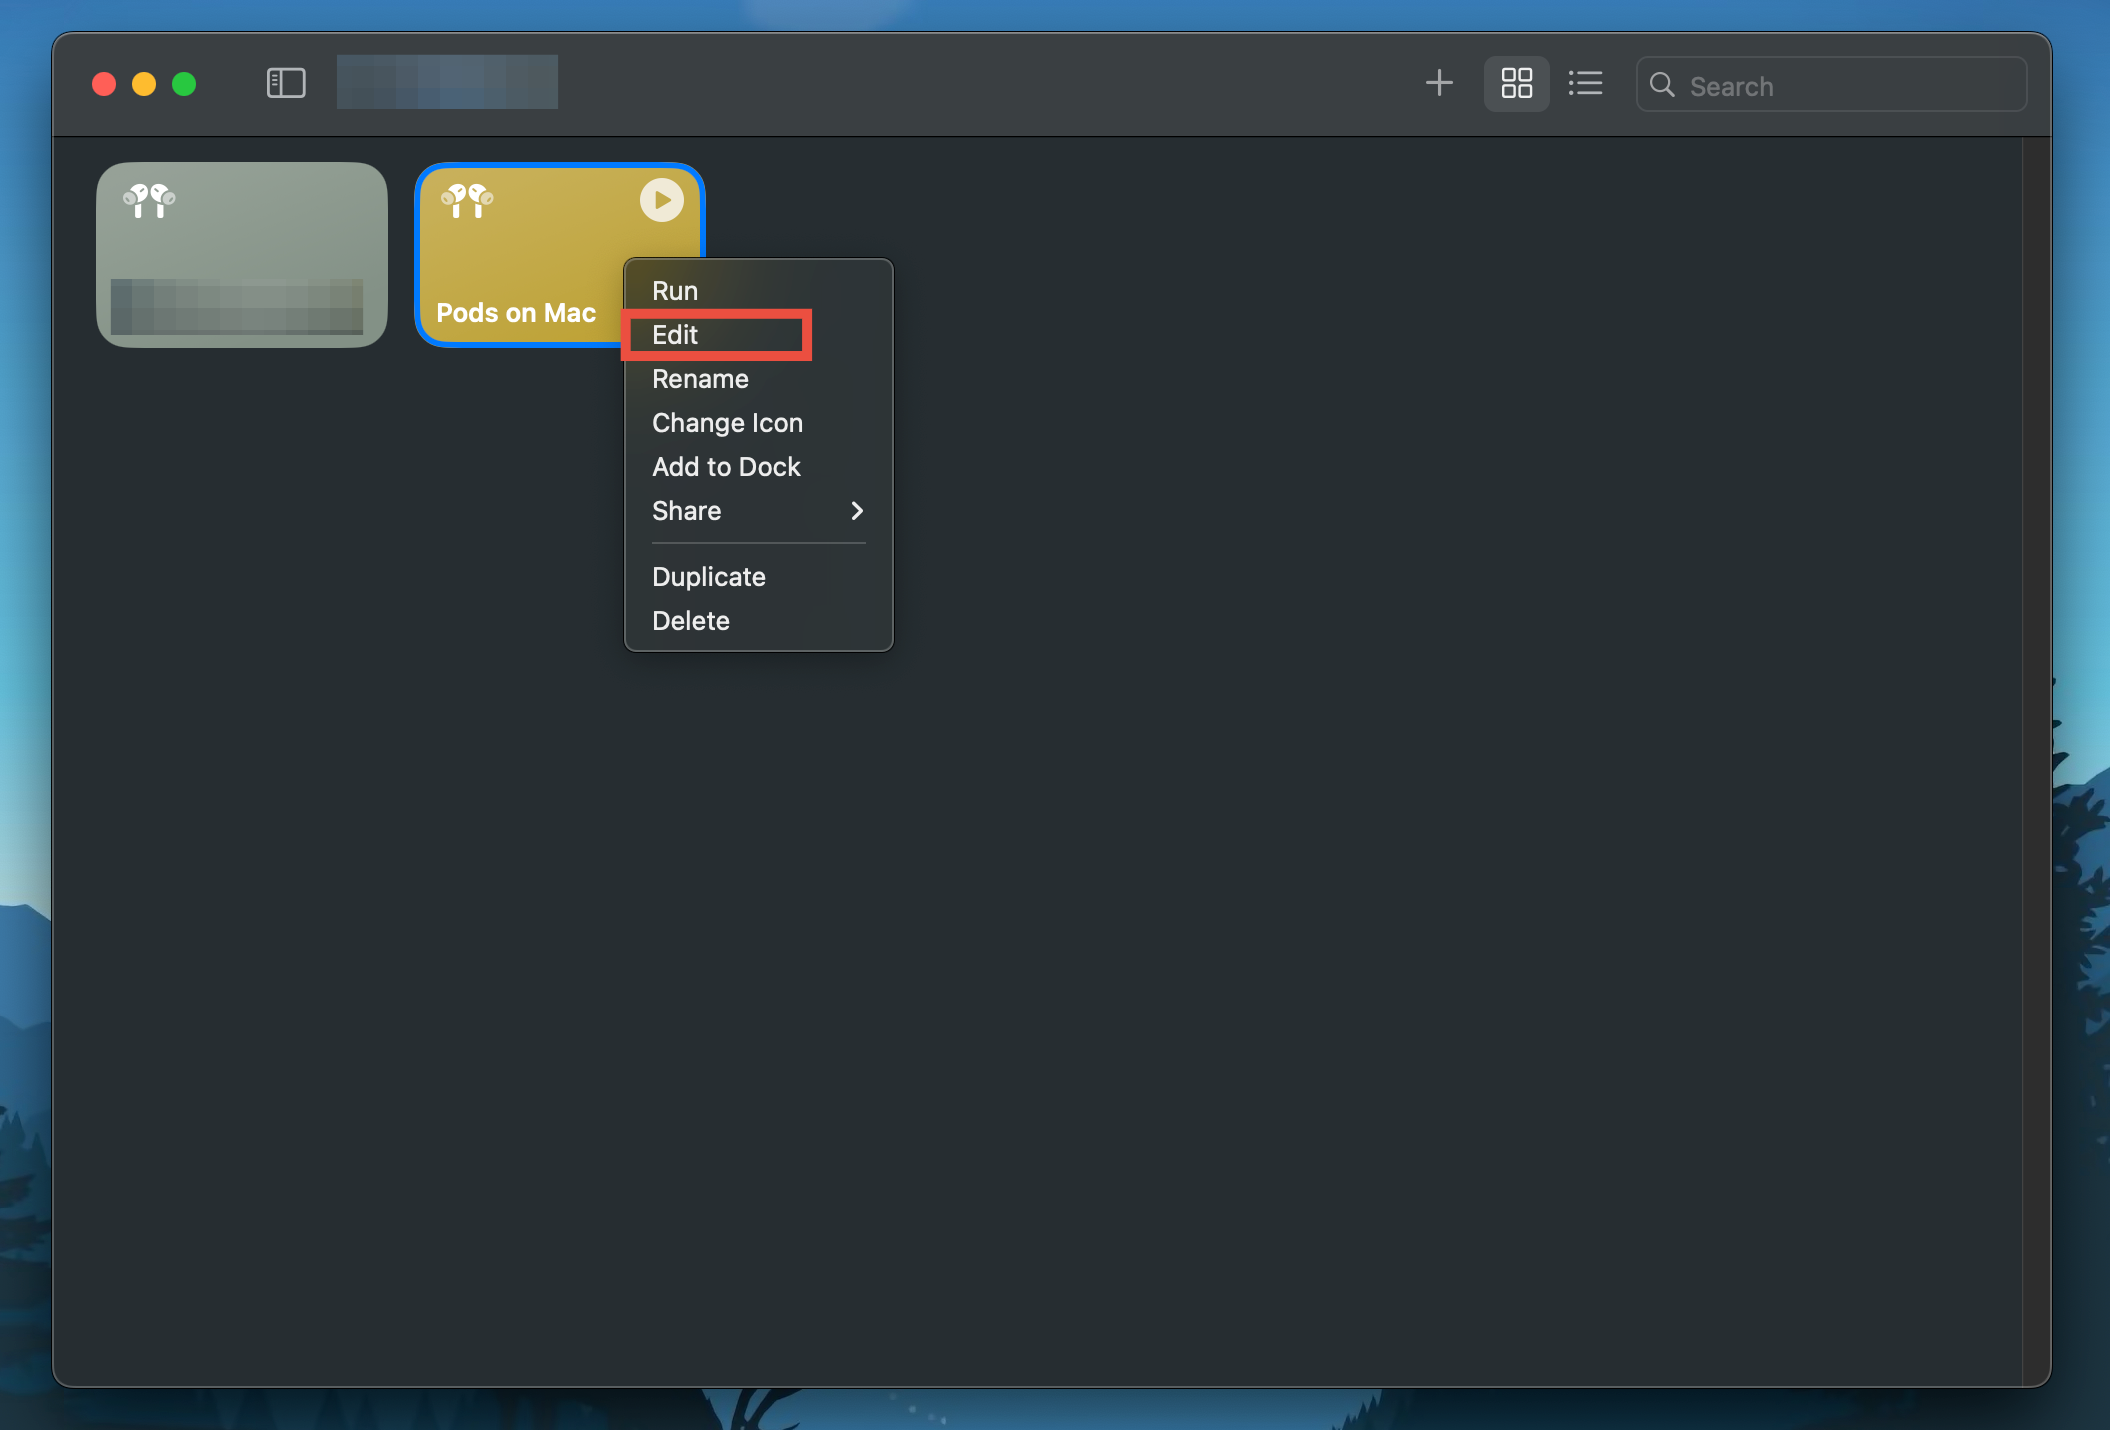 Search
Pods on Mac
Run
Edit
Rename
Change Icon
Add to Dock
Share
Duplicate
Delete